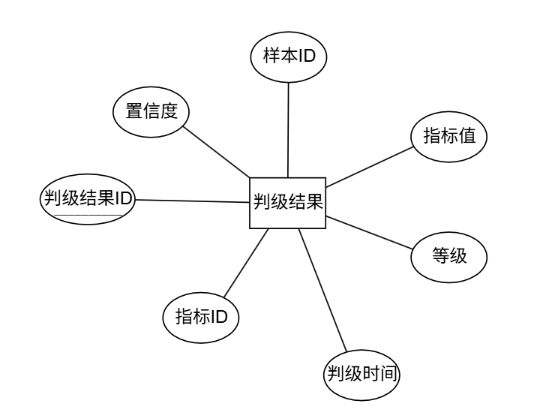 样本ID
置信度
指标值
判级结果ID
判级结果
等级
指标ID
判级时间